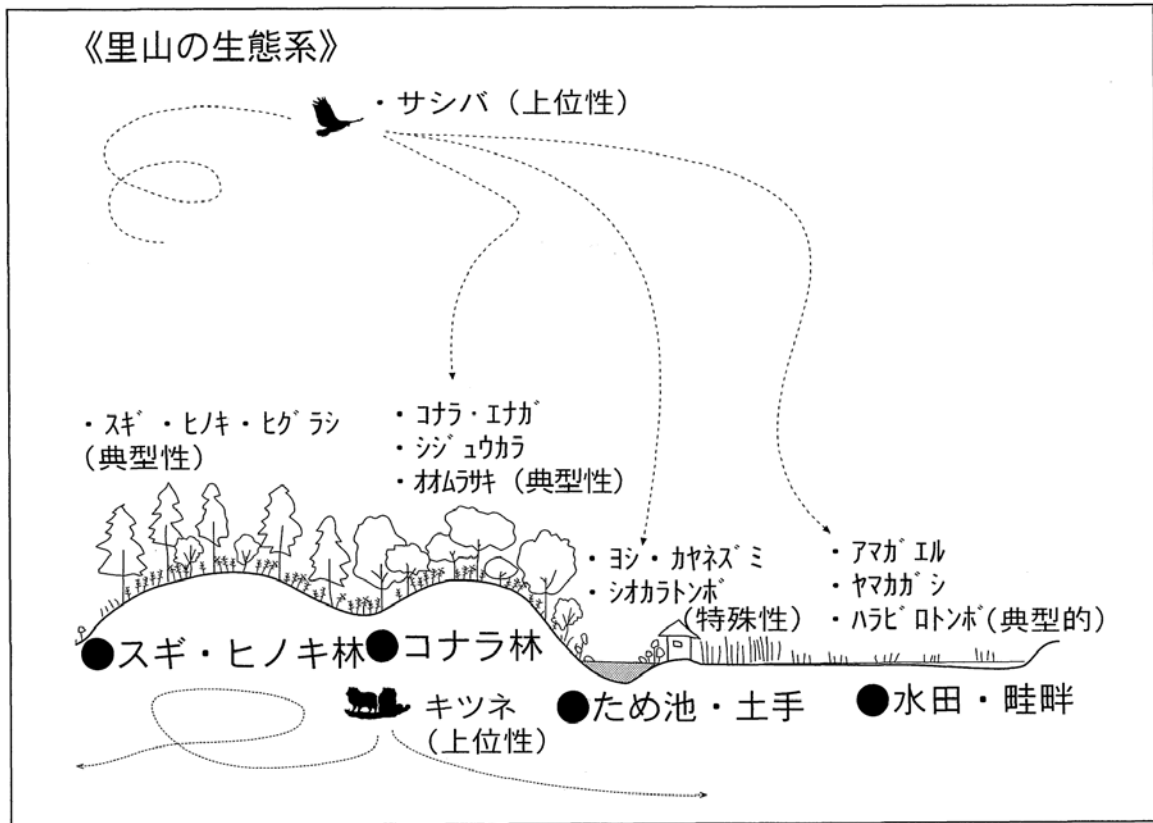 《里山の生態系》
・サシバ（上位性）
・スギ・ヒノキ・ヒグラシ
(典型性)
・コナラ・エナガ
・シジュウカラ
・オオムラサキ（典型性）
・ヨシ・カヤネズミ
・シオカラトンボ
(特殊性)
・アマガエル
・ヤマカガシ
・ハラビロトンボ(典型的)
●スギ・ヒノキ林
●コナラ林
●ため池・土手
●水田・畦畔
キツネ
(上位性)